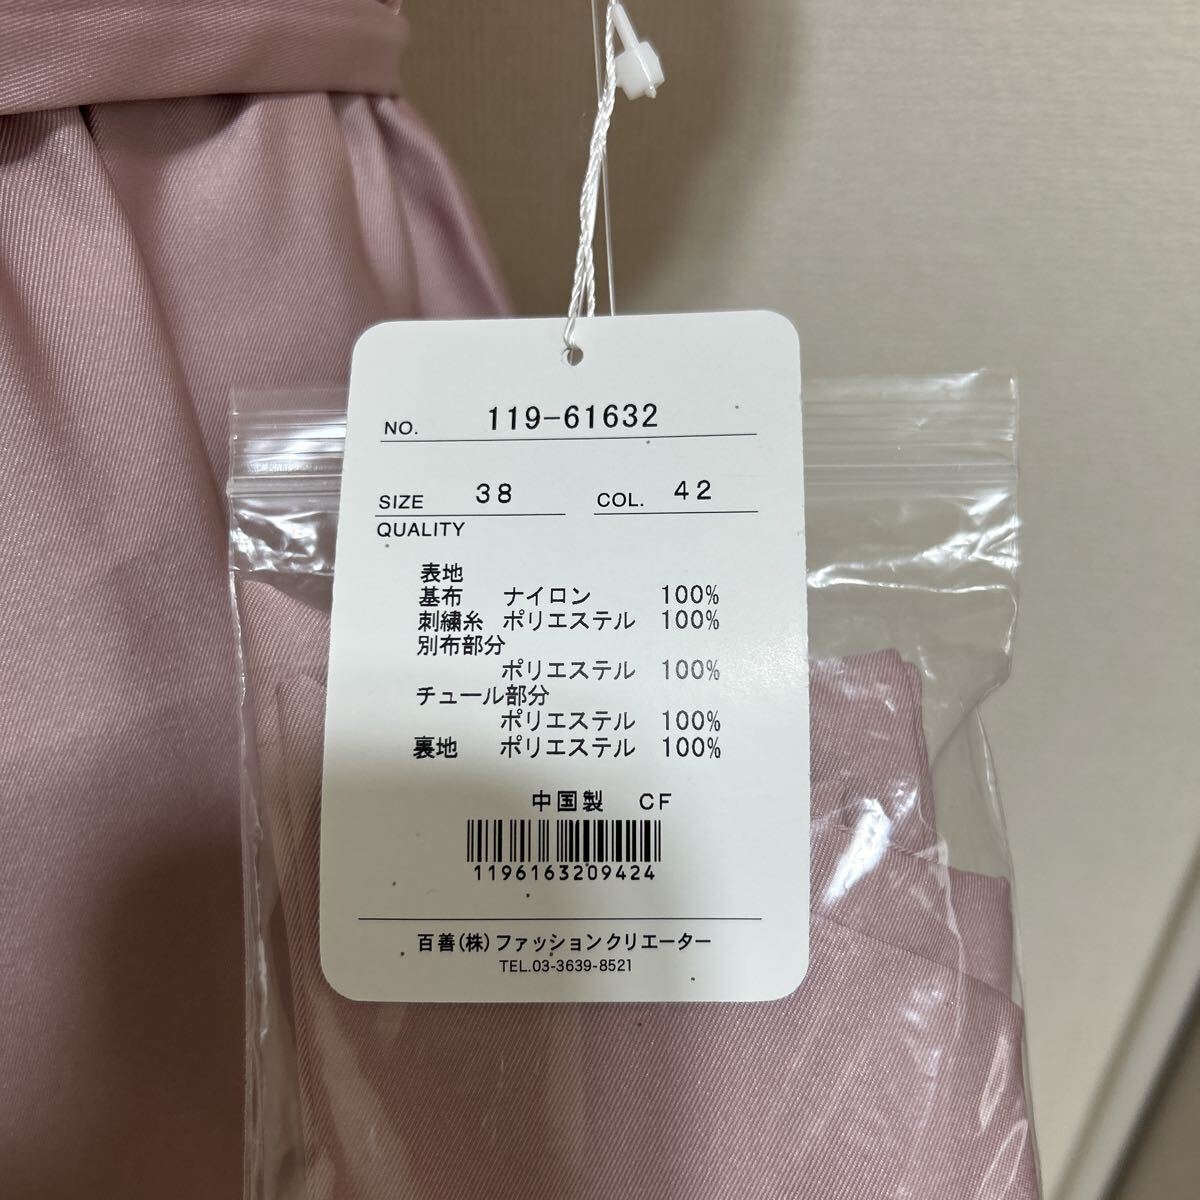 NO. 119-61632
SIZE 38 COL. 42
QUALITY
表地
基布 ナイロン 100%
刺繍糸 ポリエステル 100%
別布部分
ポリエステル 100%
チュール部分
ポリエステル 100%
裏地 ポリエステル 100%
中国製 CF
1196163209424
百善(株)ファッションクリエーター
TEL.03-3639-8521